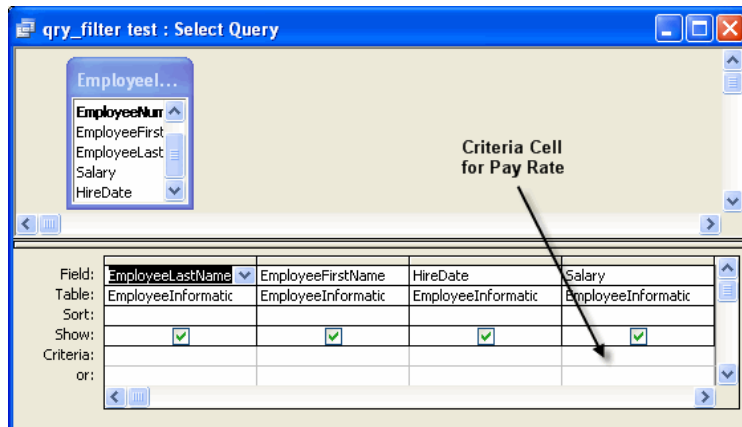 qry_filter test : Select Query
EmployeeI...
EmployeeNum
EmployeeFirst
EmployeeLast
Salary
HireDate
Criteria Cell
for Pay Rate
Field: EmployeeLastName EmployeeFirstName HireDate Salary
Table: EmployeeInformatic EmployeeInformatic EmployeeInformatic EmployeeInformatic
Sort:
Show:
Criteria:
or: